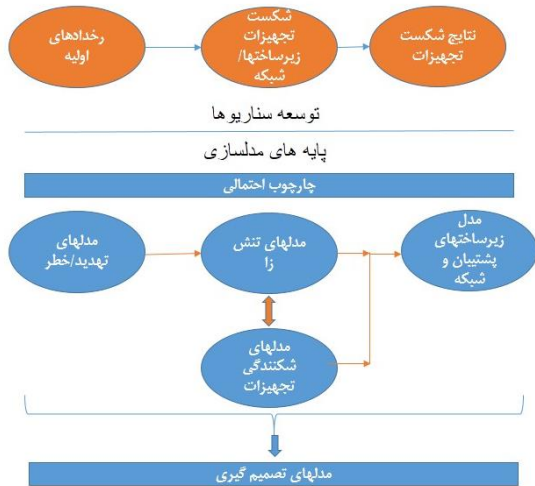 رخدادهای
اولیه
شکست
تجهیزات
زیرساختها/
شبکه
نتایج شکست
تجهیزات
توسعه سناریوها
پایه های مدلسازی
چارچوب احتمالی
مدلهای
تهدید/خطر
مدلهای تنش
زا
مدل
زیرساختهای
پشتیبان و
شبکه
مدلهای
شکنندگی
تجهیزات
مدلهای تصمیم گیری